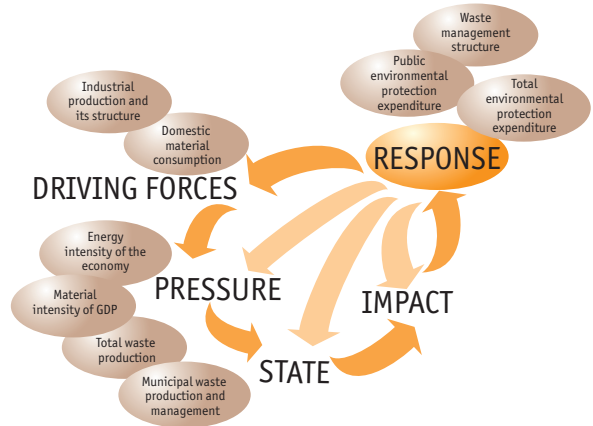 Waste
management
structure
Public
environmental
protection
expenditure
Total
environmental
protection
expenditure
Industrial
production and
its structure
Domestic
material
consumption
RESPONSE
DRIVING FORCES
Energy
intensity of the
economy
PRESSURE
Material
intensity of GDP
IMPACT
Total waste
production
STATE
Municipal waste
production and
management